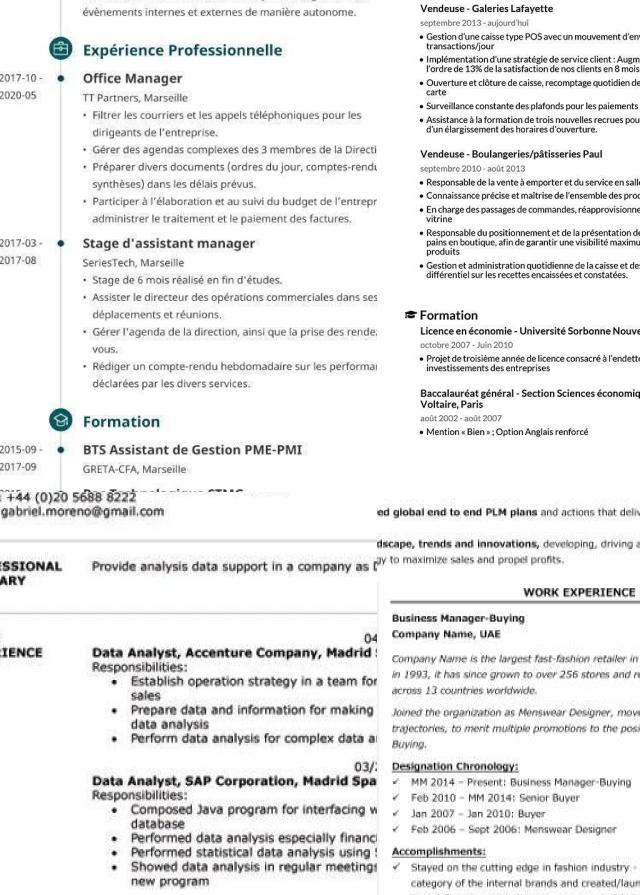 évènements internes et externes de manière autonome.
Expérience Professionnelle
2017-10 -
2020-05
Office Manager
TT Partners, Marseille
• Filtrer les courriers et les appels téléphoniques pour les
dirigeants de l'entreprise.
• Gérer des agendas complexes des 3 membres de la Directi
• Préparer divers documents (ordres du jour, comptes-rendu
synthèses) dans les délais prévus.
• Participer à l'élaboration et au suivi du budget de l'entrepr
administrer le traitement et le paiement des factures.
2017-03 -
2017-08
Stage d'assistant manager
SeriesTech, Marseille
• Stage de 6 mois réalisé en fin d'études.
• Assister le directeur des opérations commerciales dans ses
déplacements et réunions.
• Gérer l'agenda de la direction, ainsi que la prise des rende
vous.
• Rédiger un compte-rendu hebdomadaire sur les performa
déclarées par les divers services.
Formation
2015-09 -
2017-09
BTS Assistant de Gestion PME-PMI
GRETA-CFA, Marseille
Vendeuse - Galeries Lafayette
septembre 2013 - aujourd'hui
• Gestion d'une caisse type POS avec un mouvement d'en
transactions/jour
• Implémentation d'une stratégie de service client : Augm
l'ordre de 13% de la satisfaction de nos clients en 8 mois
• Ouverture et clôture de caisse, recomptage quotidien de
carte
• Surveillance constante des plafonds pour les paiements
• Assistance à la formation de trois nouvelles recrues pou
d'un élargissement des horaires d'ouverture.
Vendeuse - Boulangeries/pâtisseries Paul
septembre 2010 - août 2013
• Responsable de la vente à emporter et du service en salle
• Connaissance précise et maîtrise de l'ensemble des prod
• En charge des passages de commandes, réapprovisionne
vitrine
• Responsable du positionnement et de la présentation de
pains en boutique, afin de garantir une visibilité maximu
produits
• Gestion et administration quotidienne de la caisse et de
différentiel sur les recettes encaissées et constatées.
Formation
Licence en économie - Université Sorbonne Nouve
octobre 2007 - Juin 2010
• Projet de troisième année de licence consacré à l'endette
investissements des entreprises
Baccalauréat général - Section Sciences économiq
Voltaire, Paris
août 2002 - août 2007
• Mention « Bien » ; Option Anglais renforcé
: +44 (0)20 5688 8222
gabriel.moreno@gmail.com
ESSIONAL
ARY
Provide analysis data support in a company as D
IENCE
04
Data Analyst, Accenture Company, Madrid S
Responsibilities:
• Establish operation strategy in a team for
sales
• Prepare data and information for making
data analysis
• Perform data analysis for complex data a
03/2
Data Analyst, SAP Corporation, Madrid Spa
Responsibilities:
• Composed Java program for interfacing w
database
• Performed data analysis especially financ
• Performed statistical data analysis using S
• Showed data analysis in regular meetings
new program
ed global end to end PLM plans and actions that deliv
dscape, trends and innovations, developing, driving a
gy to maximize sales and propel profits.
WORK EXPERIENCE
Business Manager-Buying
Company Name, UAE
Company Name is the largest fast-fashion retailer in
in 1993, it has since grown to over 256 stores and re
across 13 countries worldwide.
Joined the organization as Menswear Designer, move
trajectories, to merit multiple promotions to the posi
Buying.
Designation Chronology:
✓ MM 2014 – Present: Business Manager-Buying
✓ Feb 2010 – MM 2014: Senior Buyer
✓ Jan 2007 – Jan 2010: Buyer
✓ Feb 2006 – Sept 2006: Menswear Designer
Accomplishments:
✓ Stayed on the cutting edge in fashion industry -
category of the internal brands and created/laun